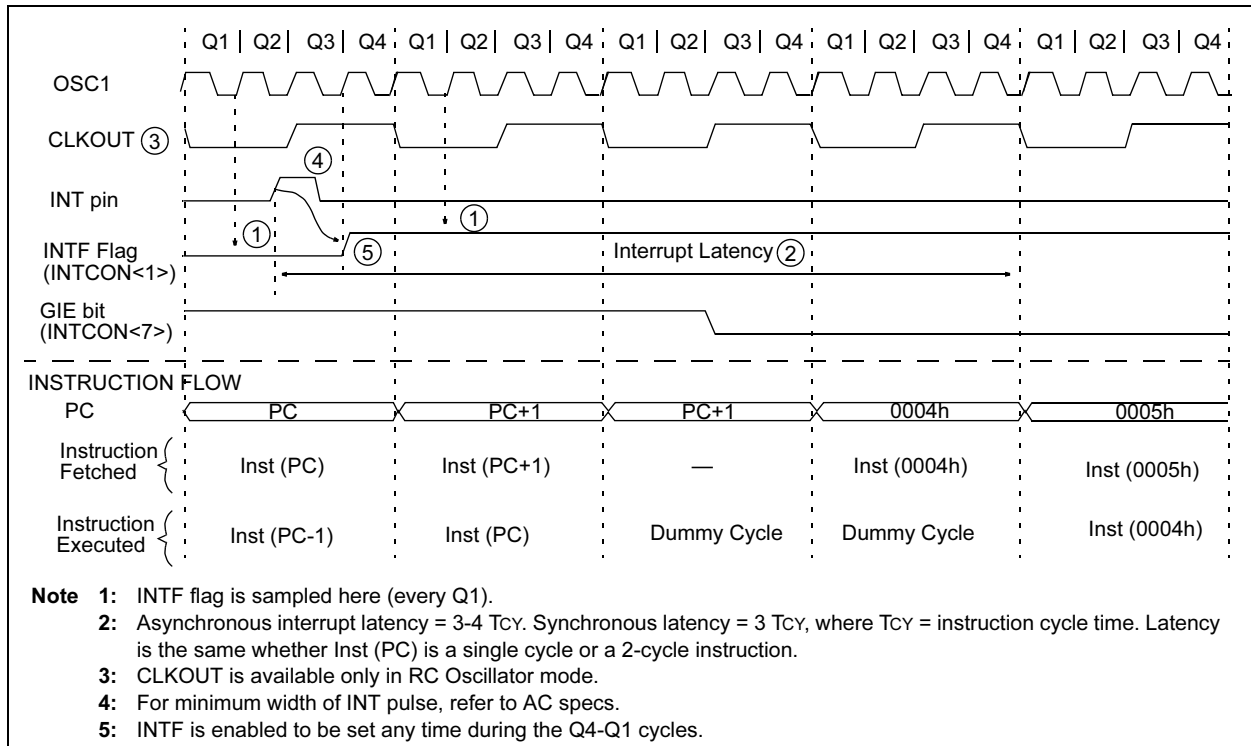 Q1 | Q2 | Q3 | Q4 Q1 | Q2 | Q3 | Q4 Q1 | Q2 | Q3 | Q4 Q1 | Q2 | Q3 | Q4 Q1 | Q2 | Q3 | Q4
OSC1
CLKOUT 3
4
INT pin
1 1
INTF Flag 5 Interrupt Latency 2
(INTCON<1>)
GIE bit
(INTCON<7>)
INSTRUCTION FLOW
PC PC PC+1 PC+1 0004h 0005h
Instruction
Fetched Inst (PC) Inst (PC+1) — Inst (0004h) Inst (0005h)
Instruction
Executed Inst (PC-1) Inst (PC) Dummy Cycle Dummy Cycle Inst (0004h)
Note 1: INTF flag is sampled here (every Q1).
2: Asynchronous interrupt latency = 3-4 TCY. Synchronous latency = 3 TCY, where TCY = instruction cycle time. Latency
is the same whether Inst (PC) is a single cycle or a 2-cycle instruction.
3: CLKOUT is available only in RC Oscillator mode.
4: For minimum width of INT pulse, refer to AC specs.
5: INTF is enabled to be set any time during the Q4-Q1 cycles.